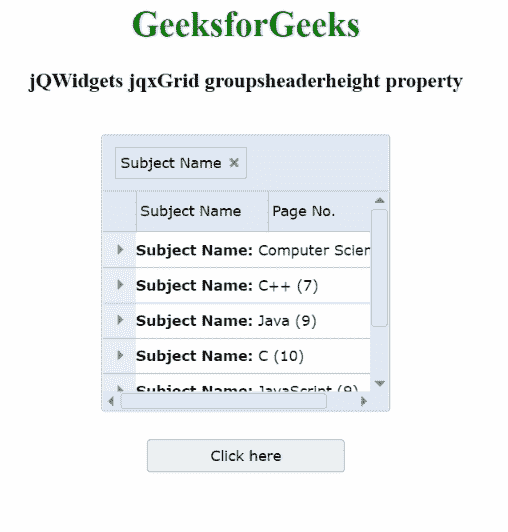 GeeksforGeeks
jQWidgets jqxGrid groupsheaderheight property
Subject Name ×
Subject Name Page No.
Subject Name: Computer Scien
Subject Name: C++ (7)
Subject Name: Java (9)
Subject Name: C (10)
Subject Name: JavaScript (9)
Click here